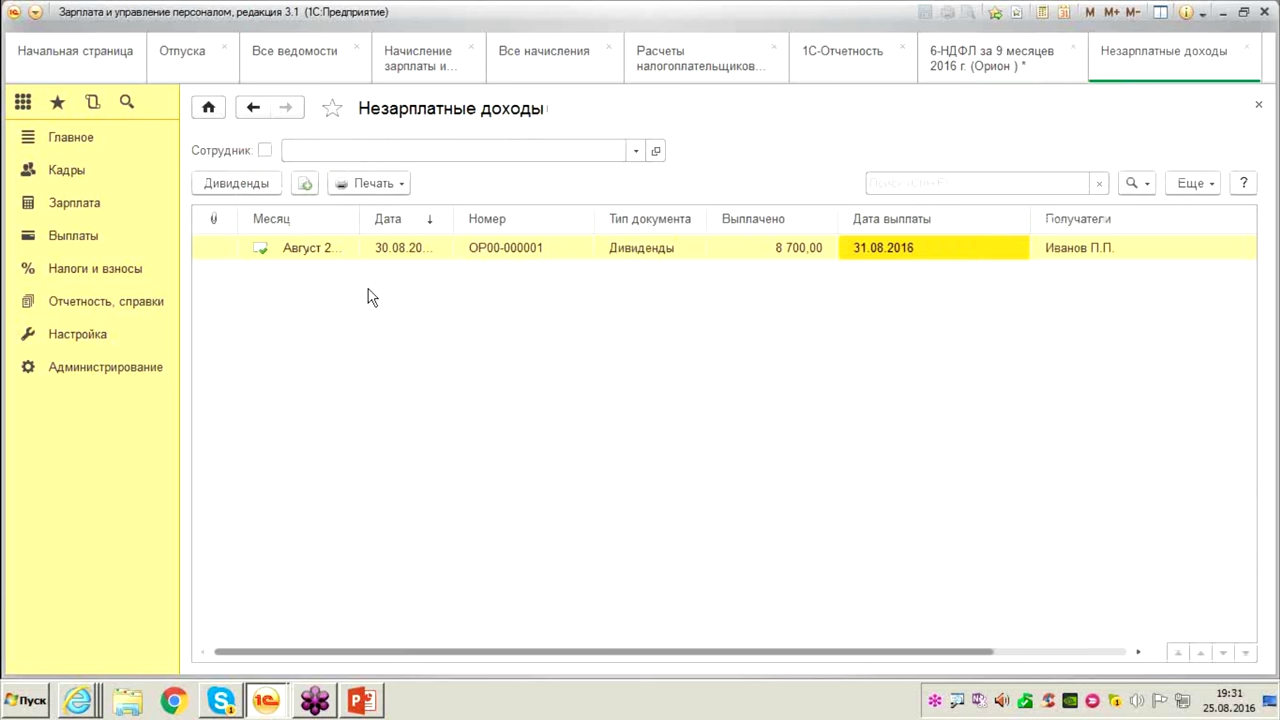 Зарплата и управление персоналом, редакция 3.1 (1С:Предприятие)
M M+ M-
Начальная страница
Отпуска
Все ведомости
Начисление зарплаты и...
Все начисления
Расчеты налогоплательщиков...
1С-Отчетность
6-НДФЛ за 9 месяцев 2016 г. (Орион ) *
Незарплатные доходы
Главное
Кадры
Зарплата
Выплаты
Налоги и взносы
Отчетность, справки
Настройка
Администрирование
Незарплатные доходы
Сотрудник:
Дивиденды
Печать
Поиск (Ctrl+F)
Еще
?
Месяц
Дата
Номер
Тип документа
Выплачено
Дата выплаты
Получатели
Август 2...
30.08.20...
ОР00-000001
Дивиденды
8 700,00
31.08.2016
Иванов П.П.
Пуск
19:31
25.08.2016